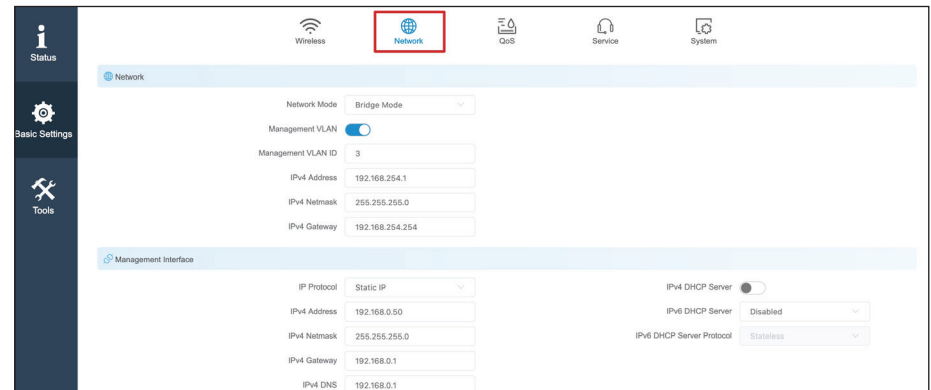 Status
Basic Settings
Tools
Wireless
Network
QoS
Service
System
Network
Network Mode Bridge Mode
Management VLAN
Management VLAN ID 3
IPv4 Address 192.168.254.1
IPv4 Netmask 255.255.255.0
IPv4 Gateway 192.168.254.254
Management Interface
IP Protocol Static IP
IPv4 Address 192.168.0.50
IPv4 Netmask 255.255.255.0
IPv4 Gateway 192.168.0.1
IPv4 DNS 192.168.0.1
IPv4 DHCP Server
IPv6 DHCP Server Disabled
IPv6 DHCP Server Protocol Stateless